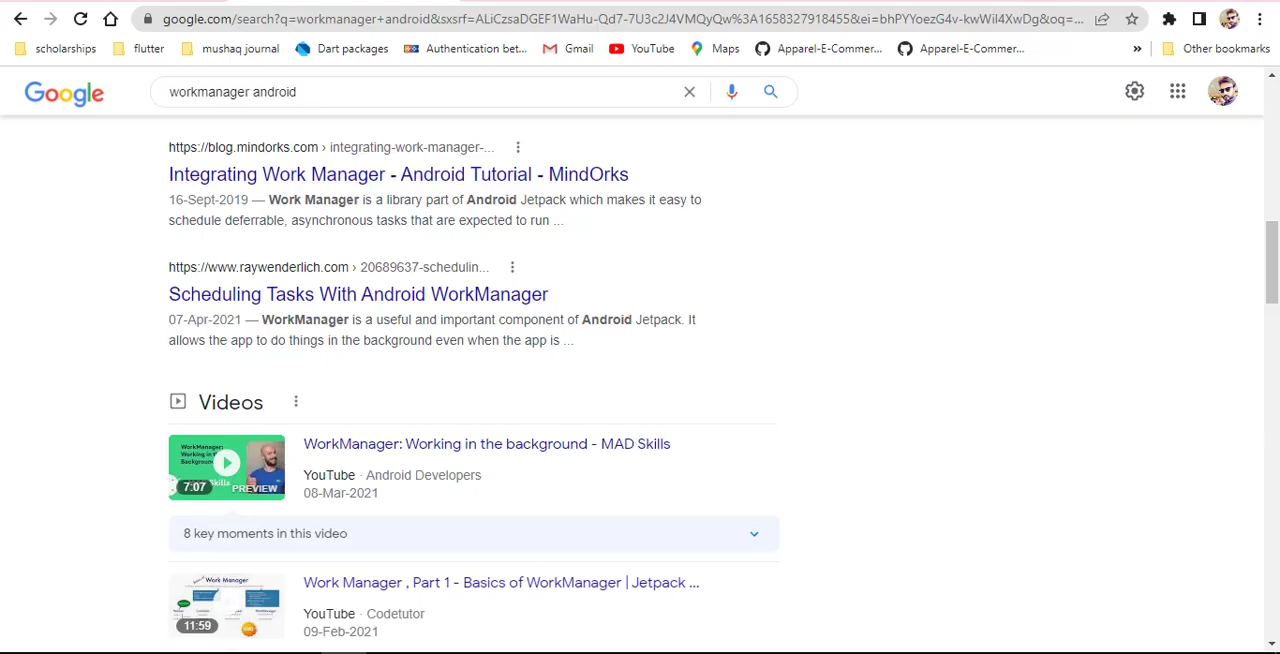 google.com/search?q=workmanager+android&sxsrf=ALiCzsaDGEF1WaHu-Qd7-7U3c2J4VMQyQw%3A1658327918455&ei=bhPYYoezG4v-kwWil4XwDg&oq=...
scholarships flutter mushaq journal Dart packages Authentication bet... Gmail YouTube Maps Apparel-E-Commer... Apparel-E-Commer... » Other bookmarks
Google workmanager android
https://blog.mindorks.com › integrating-work-manager-...
Integrating Work Manager - Android Tutorial - MindOrks
16-Sept-2019 — Work Manager is a library part of Android Jetpack which makes it easy to
schedule deferrable, asynchronous tasks that are expected to run ...
https://www.raywenderlich.com › 20689637-schedulin...
Scheduling Tasks With Android WorkManager
07-Apr-2021 — WorkManager is a useful and important component of Android Jetpack. It
allows the app to do things in the background even when the app is ...
Videos
WorkManager: Working in the background - MAD Skills
YouTube · Android Developers
08-Mar-2021
WorkManager:
Working in
Background
7:07
PREVIEW
8 key moments in this video
Work Manager , Part 1 - Basics of WorkManager | Jetpack ...
YouTube · Codetutor
09-Feb-2021
Work Manager
11:59